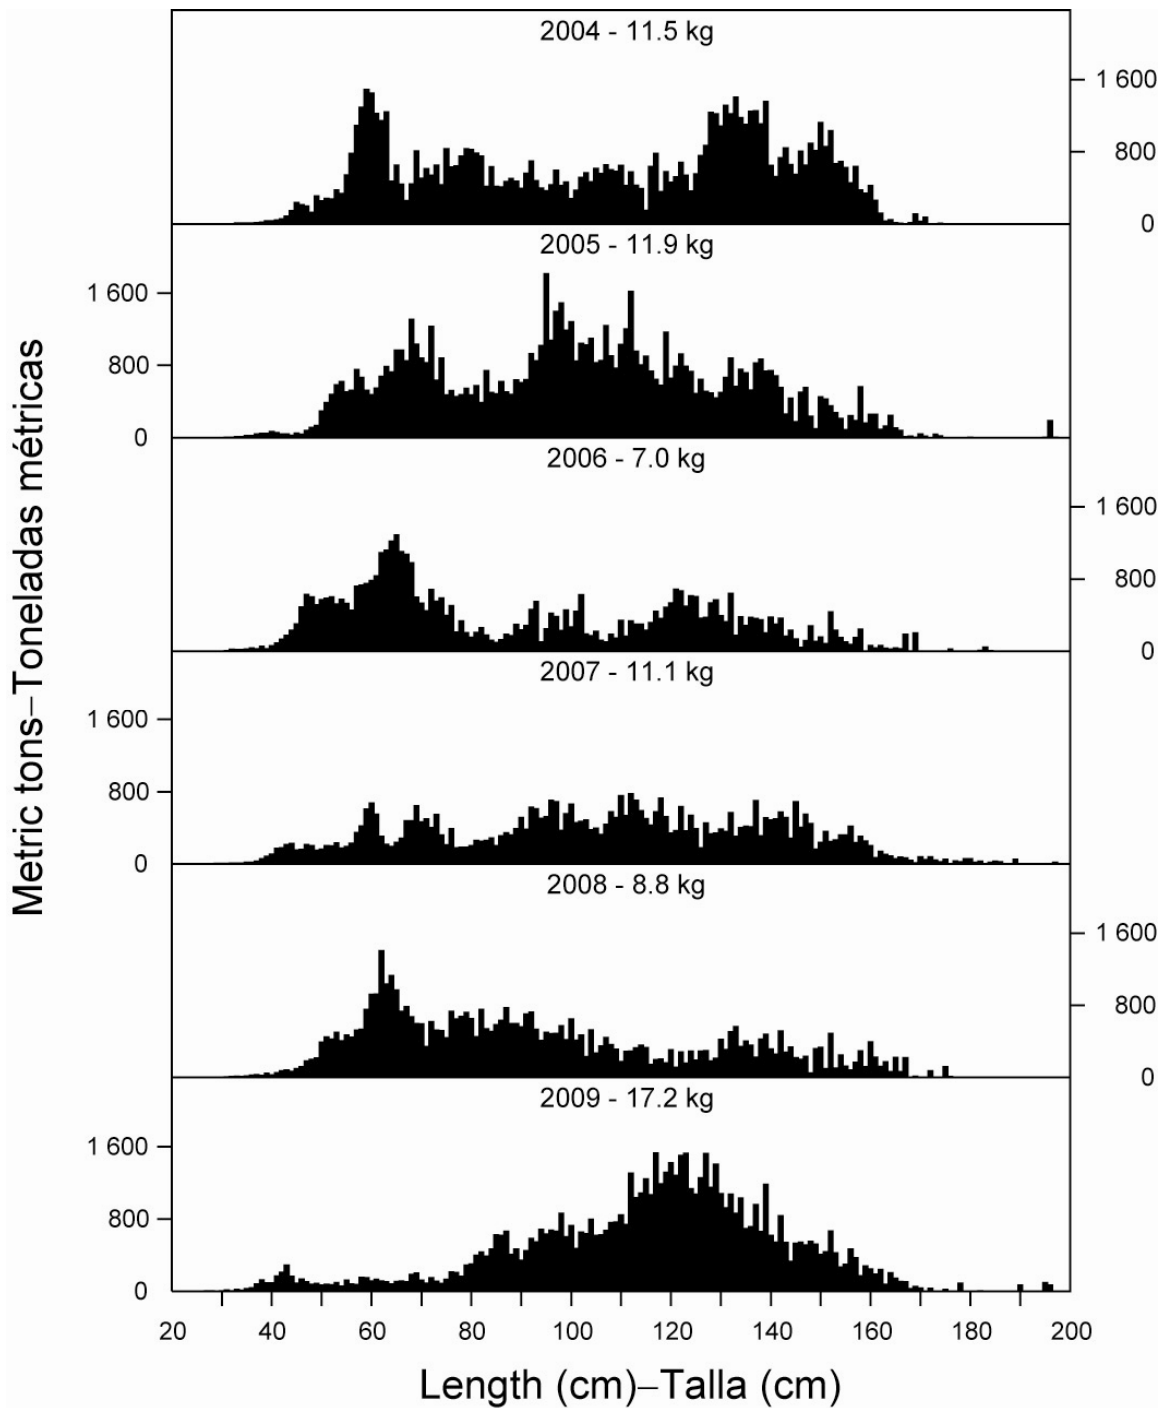 2004 - 11.5 kg
1 600
800
0
2005 - 11.9 kg
1 600
800
0
2006 - 7.0 kg
1 600
800
0
2007 - 11.1 kg
1 600
800
0
2008 - 8.8 kg
1 600
800
0
2009 - 17.2 kg
1 600
800
0
Metric tons–Toneladas métricas
20 40 60 80 100 120 140 160 180 200
Length (cm)–Talla (cm)